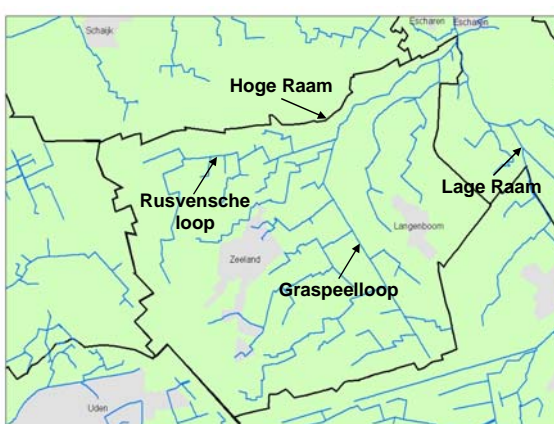 Escharen
Escharen
Schaijk
Hoge Raam
Lage Raam
Rusvensche
loop
Langenboom
Zeeland
Graspeelloop
Uden